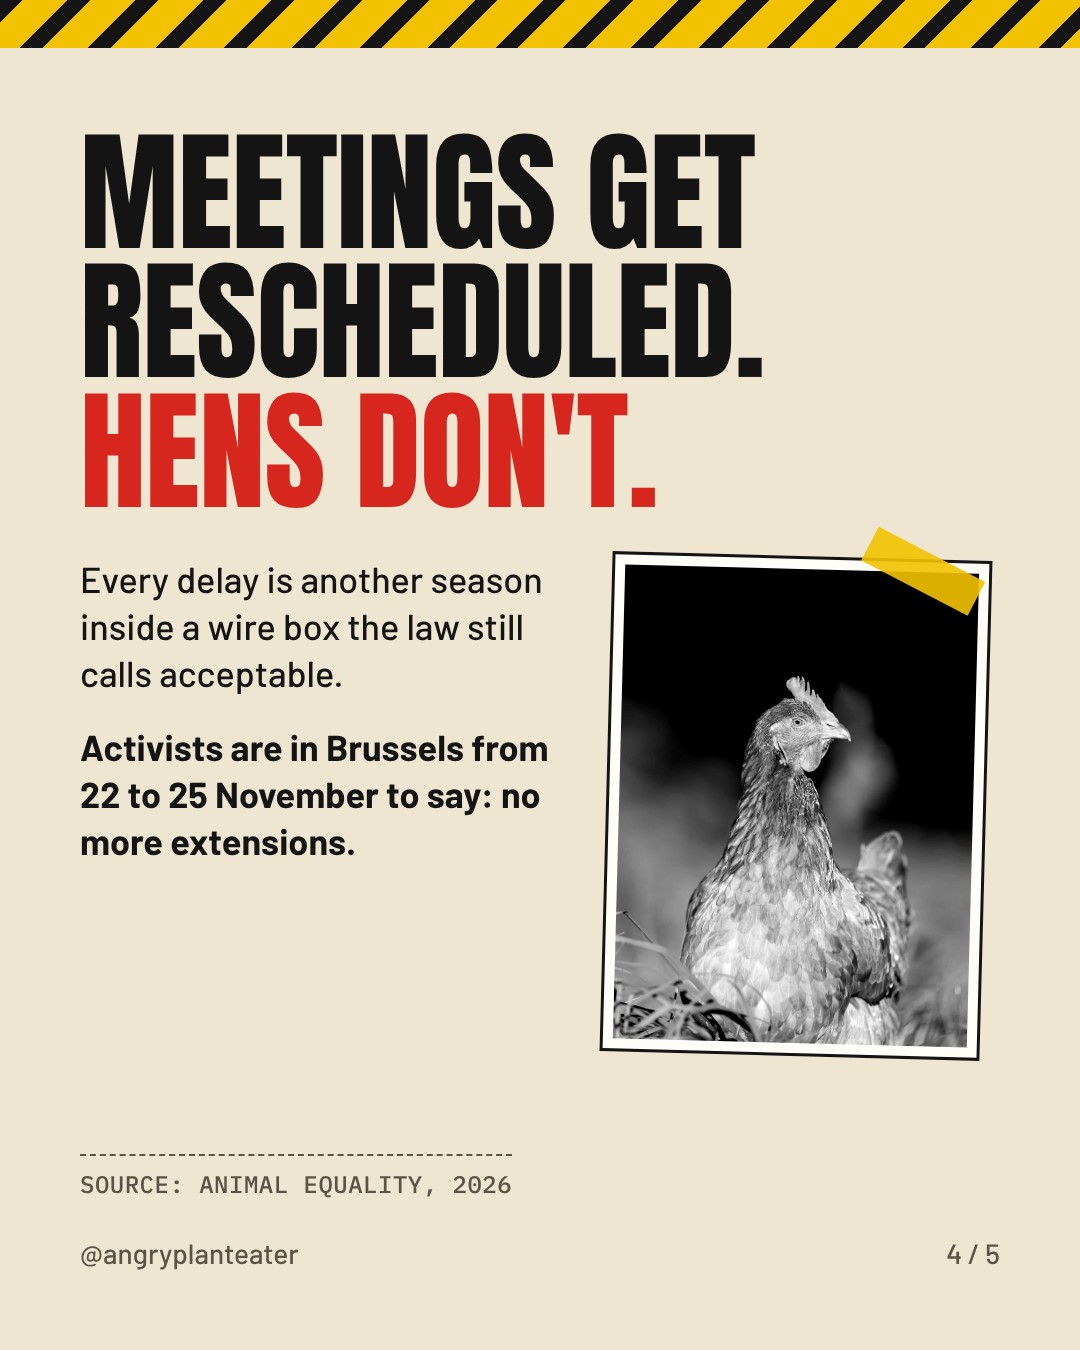 MEETINGS GET
RESCHEDULED.
HENS DON'T.
Every delay is another season
inside a wire box the law still
calls acceptable.
Activists are in Brussels from
22 to 25 November to say: no
more extensions.
SOURCE: ANIMAL EQUALITY, 2026
@angryplanteater
4 / 5